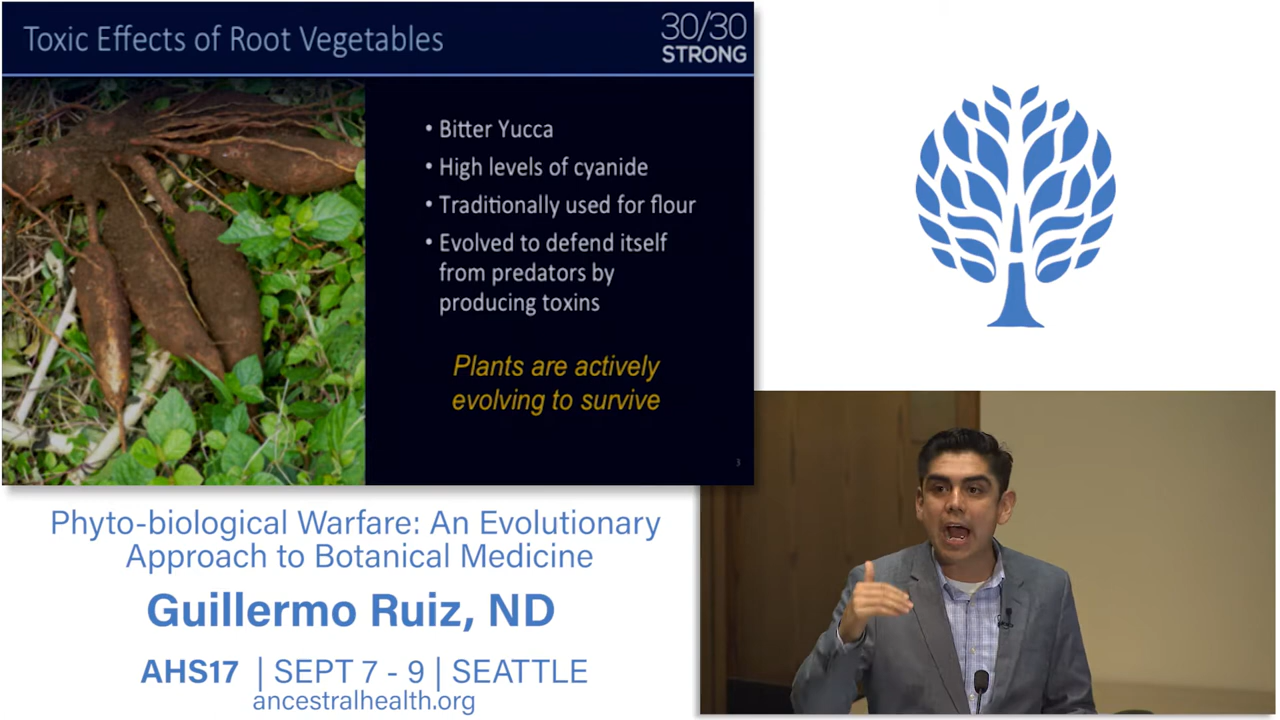 Toxic Effects of Root Vegetables
30/30
STRONG
• Bitter Yucca
• High levels of cyanide
• Traditionally used for flour
• Evolved to defend itself
from predators by
producing toxins
Plants are actively
evolving to survive
3
Phyto-biological Warfare: An Evolutionary
Approach to Botanical Medicine
Guillermo Ruiz, ND
AHS17 | SEPT 7 - 9 | SEATTLE
ancestralhealth.org